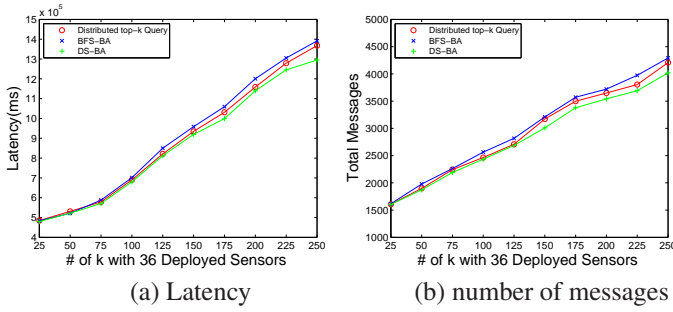 x 10^5
15
14
13
12
11
10
9
8
7
6
5
4
Latency(ms)
Distributed top-k Query
BFS-BA
DS-BA
25 50 75 100 125 150 175 200 225 250
# of k with 36 Deployed Sensors
(a) Latency
5000
4500
4000
3500
3000
2500
2000
1500
1000
Total Messages
Distributed top-k Query
BFS-BA
DS-BA
25 50 75 100 125 150 175 200 225 250
# of k with 36 Deployed Sensors
(b) number of messages